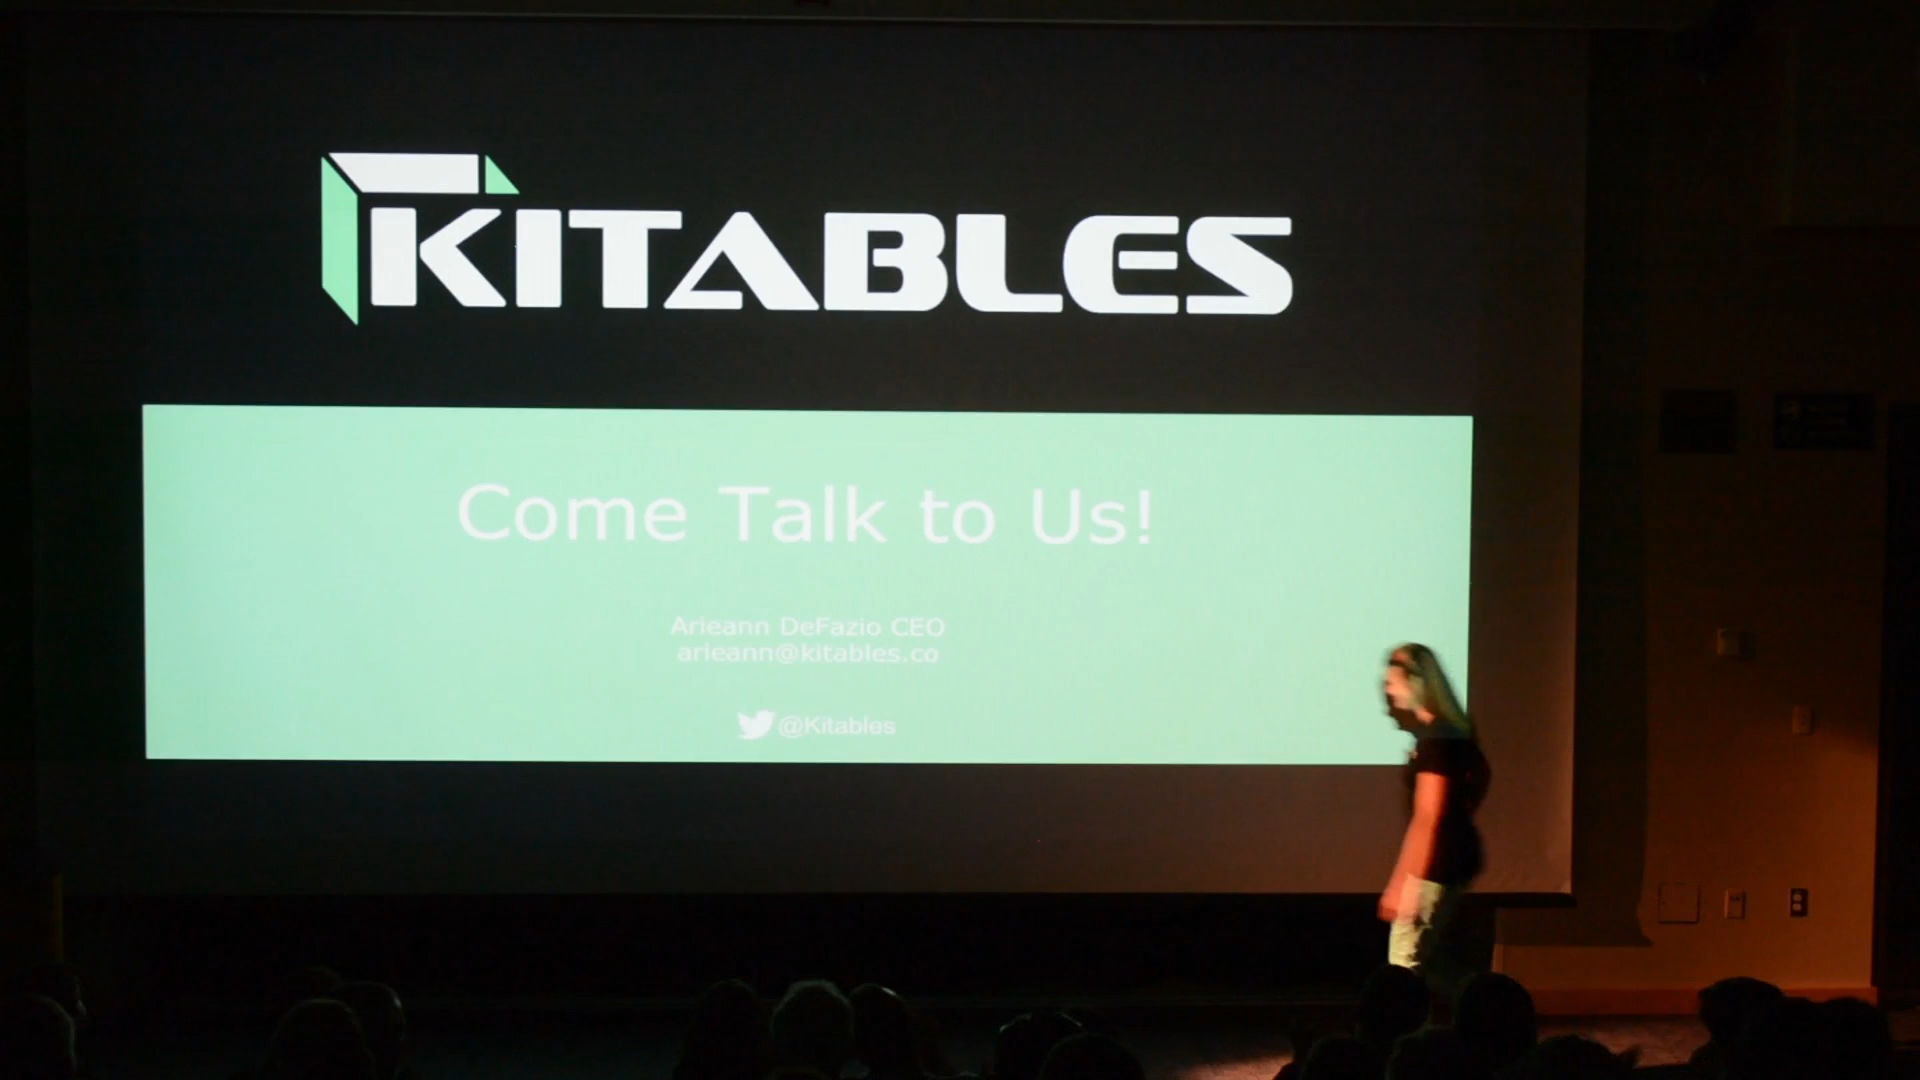 KITABLES
Come Talk to Us!
Arieann DeFazio CEO
arieann@kitables.co
@Kitables